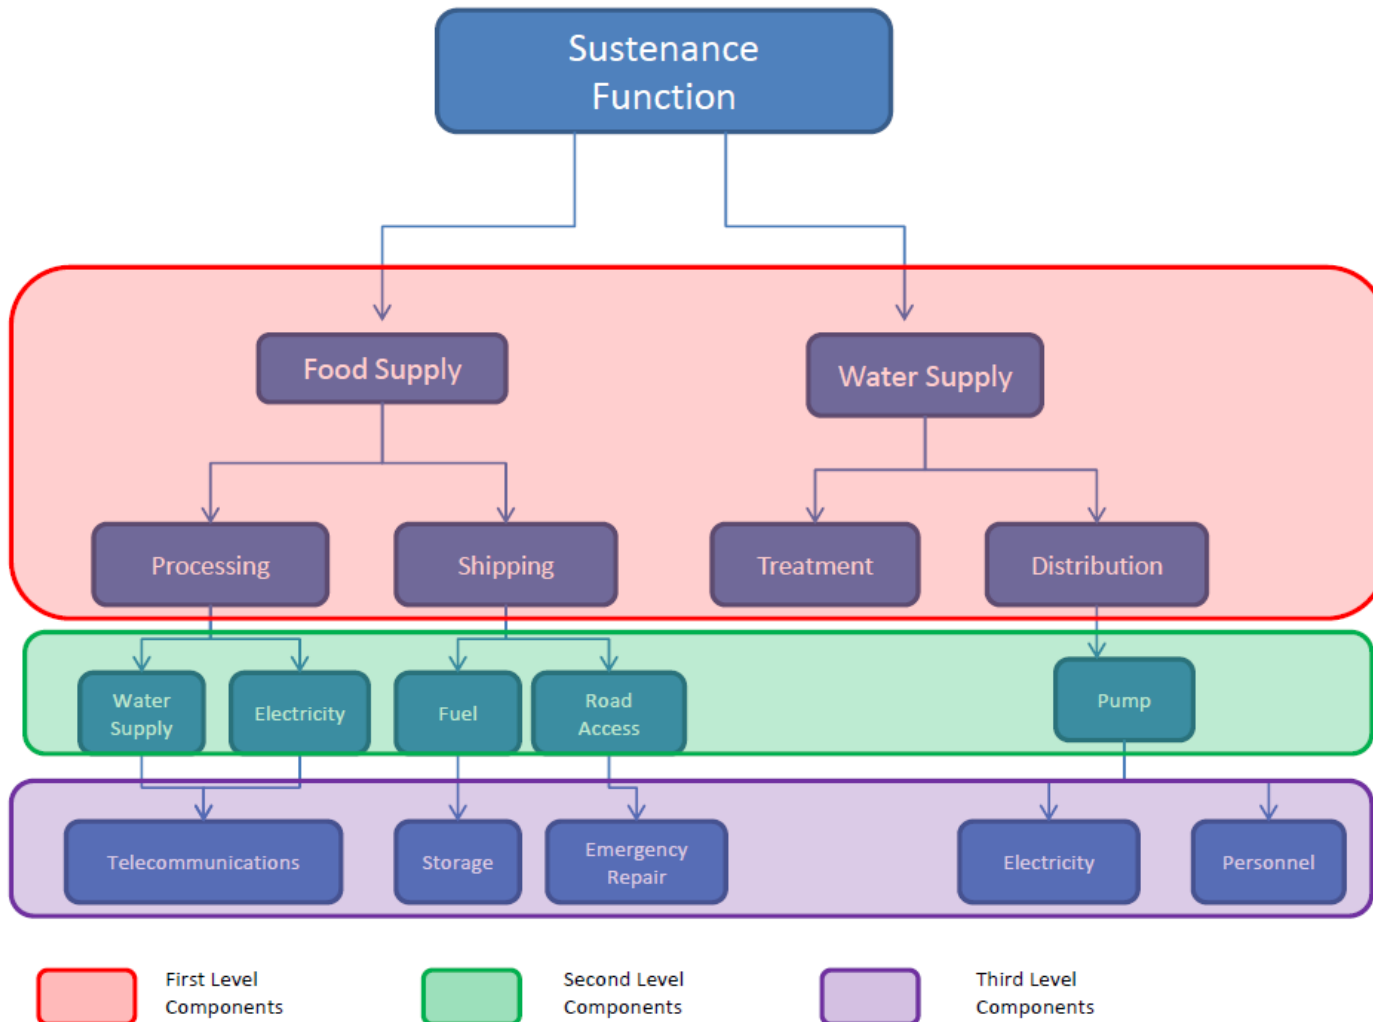 Sustenance
Function
Food Supply
Water Supply
Processing
Shipping
Treatment
Distribution
Water
Supply
Electricity
Fuel
Road
Access
Pump
Telecommunications
Storage
Emergency
Repair
Electricity
Personnel
First Level
Components
Second Level
Components
Third Level
Components